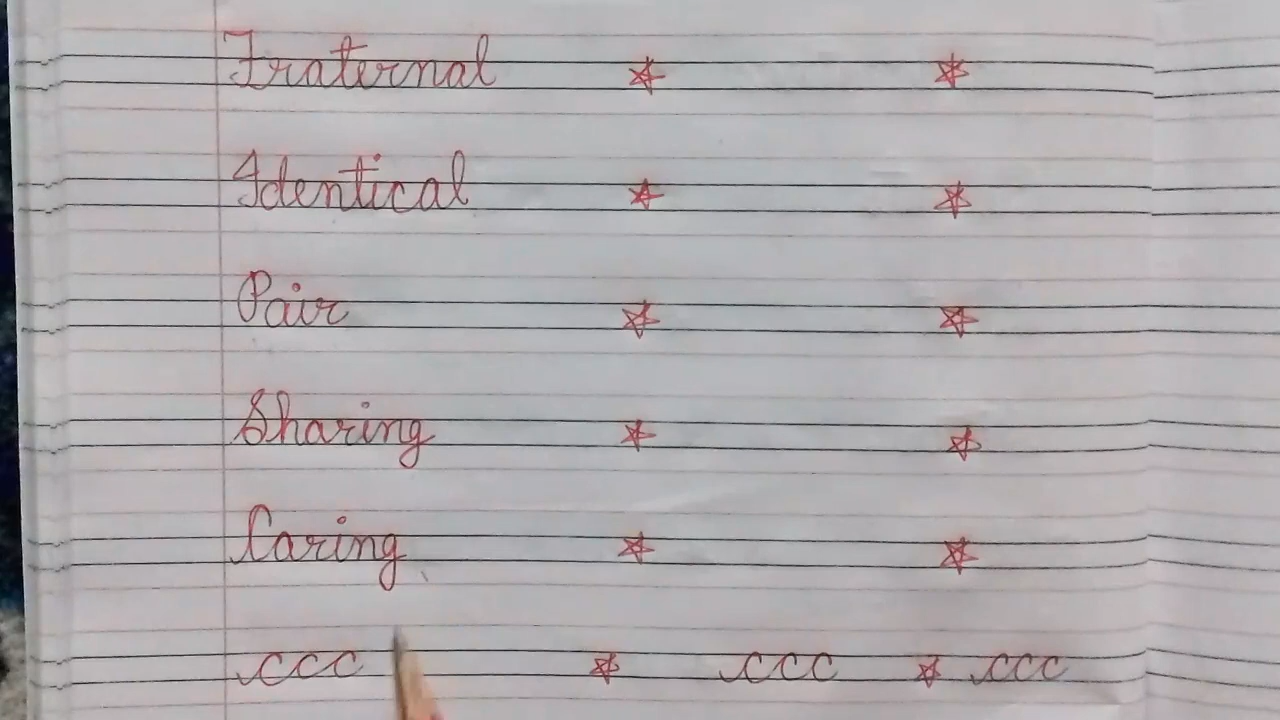 Fraternal * *
Identical * *
Pair * *
Sharing * *
Caring * *
ccc * ccc * ccc